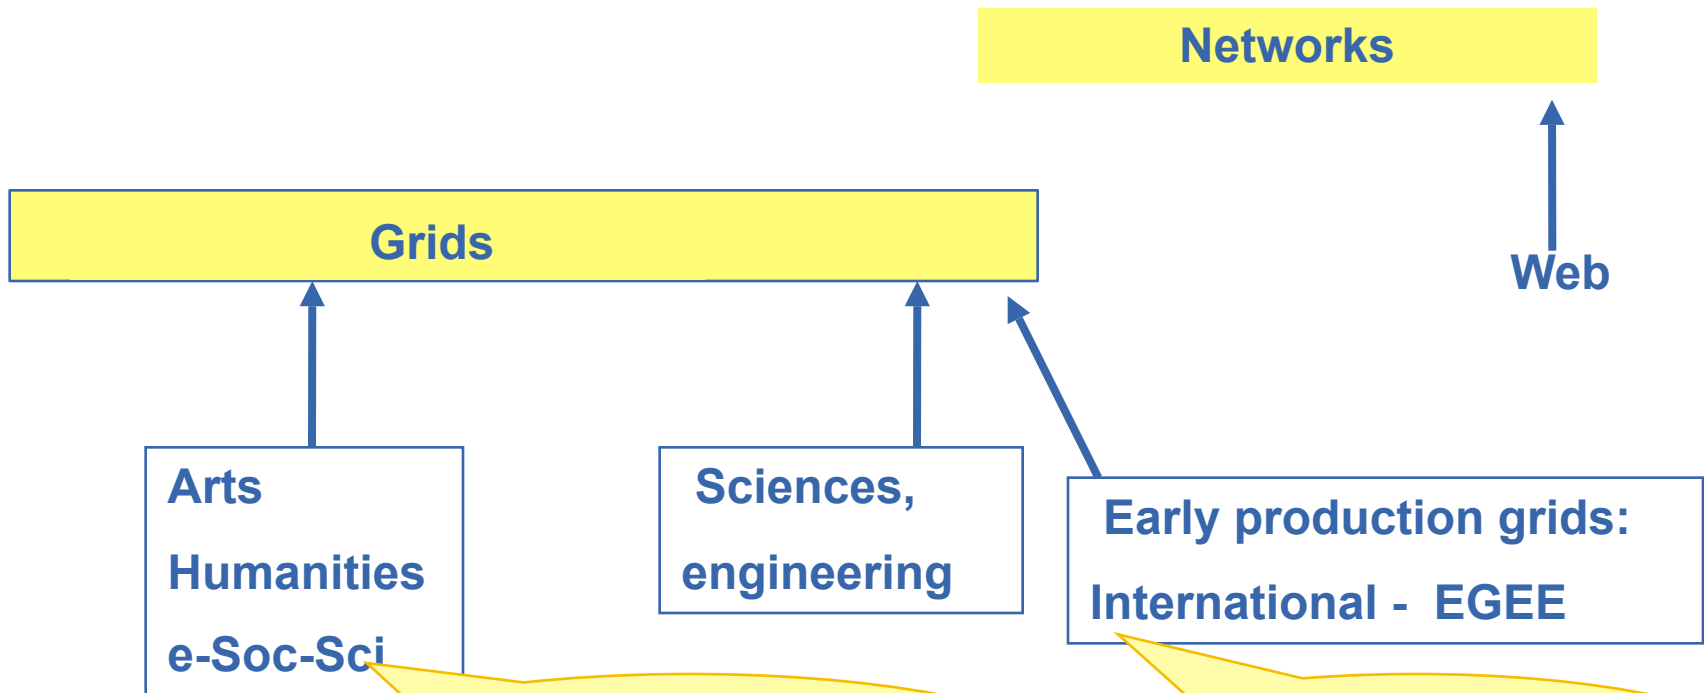 Networks
Grids
Web
Arts
Humanities
e-Soc-Sci
Sciences,
engineering
Early production grids:
International - EGEE